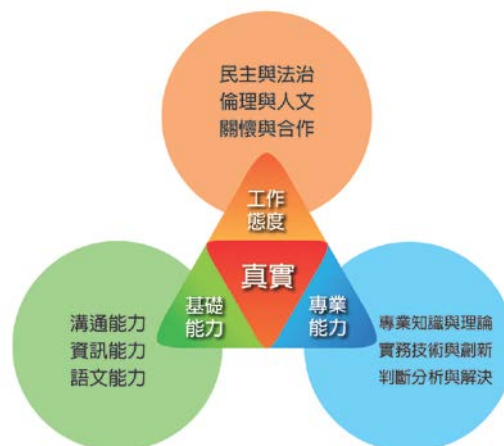 民主與法治
倫理與人文
關懷與合作
工作
態度
真實
基礎
能力
專業
能力
溝通能力
資訊能力
語文能力
專業知識與理論
實務技術與創新
判斷分析與解決